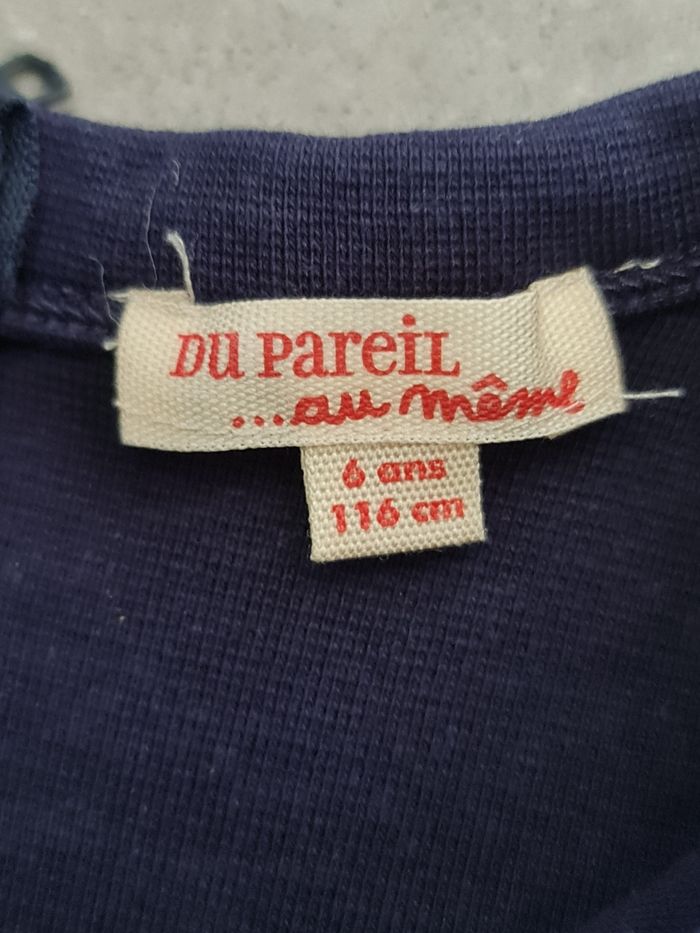 DU PAREIL
...au même
6 ans
116 cm